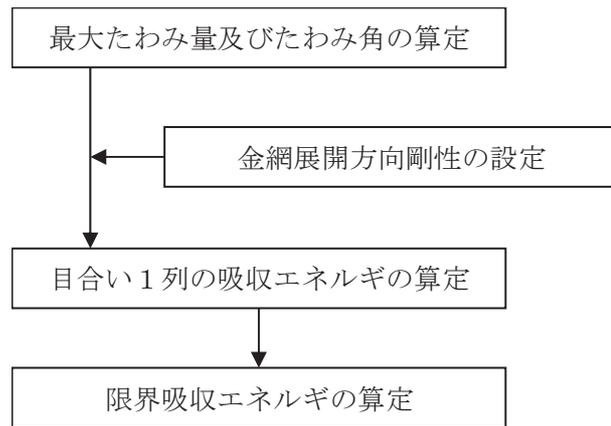 最大たわみ量及びたわみ角の算定
金網展開方向剛性の設定
目合い１列の吸収エネルギの算定
限界吸収エネルギの算定